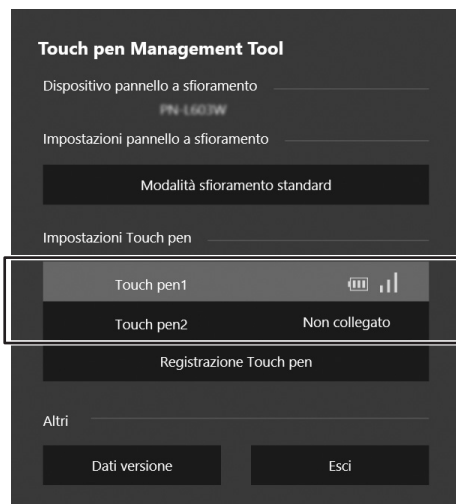 Touch pen Management Tool
Dispositivo pannello a sfioramento
PN-L603W
Impostazioni pannello a sfioramento
Modalità sfioramento standard
Impostazioni Touch pen
Touch pen1
Touch pen2 Non collegato
Registrazione Touch pen
Altri
Dati versione Esci